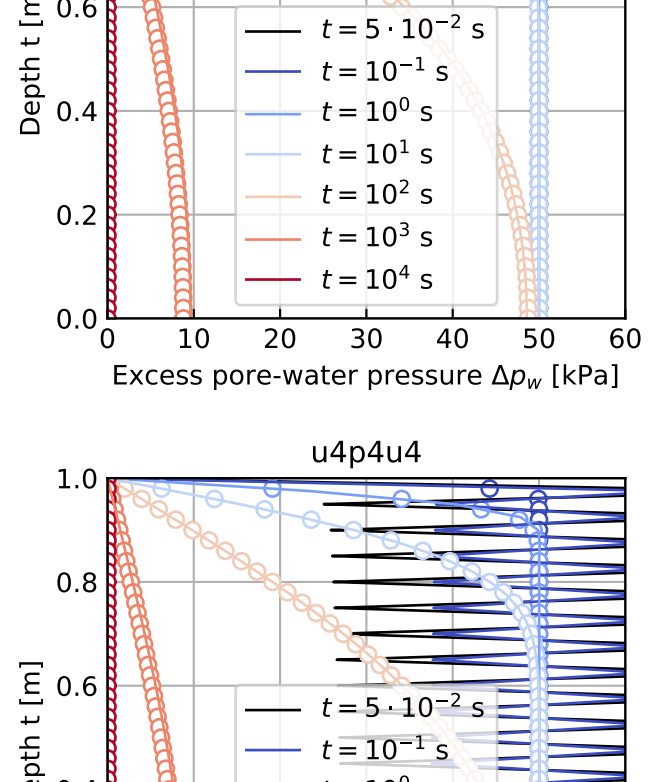 0.6
Depth t [m
0.4
0.2
0.0
t = 5 · 10⁻² s
t = 10⁻¹ s
t = 10⁰ s
t = 10¹ s
t = 10² s
t = 10³ s
t = 10⁴ s
0 10 20 30 40 50 60
Excess pore-water pressure Δp_w [kPa]
u4p4u4
1.0
0.8
0.6
epth t [m]
t = 5 · 10⁻² s
t = 10⁻¹ s